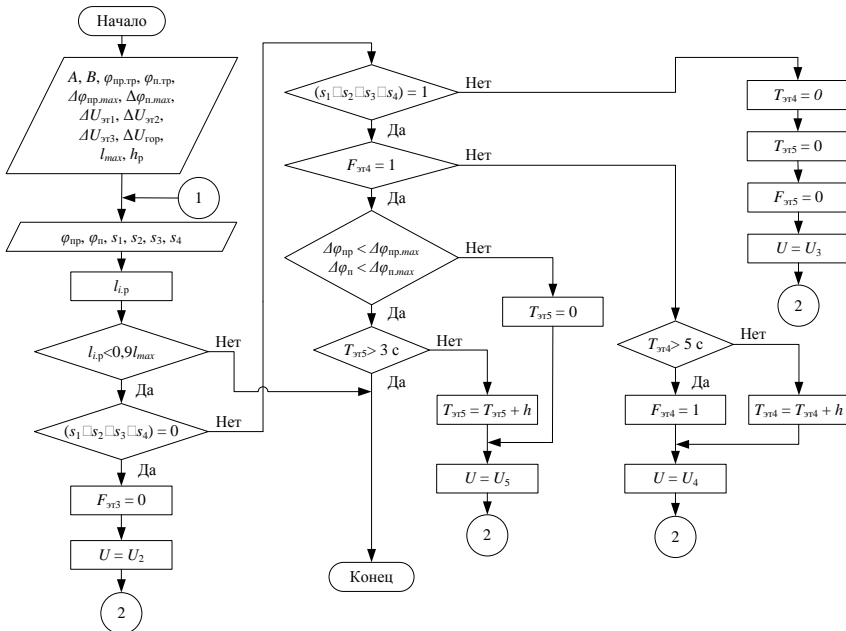 Начало
A, B, φпр.тр, φп.тр,
Δφпр.max, Δφп.max,
ΔUэт1, ΔUэт2,
ΔUэт3, ΔUгор,
lmax, hр
1
φпр, φп, s1, s2, s3, s4
li.р
li.р<0,9lmax
Нет
Да
(s1□s2□s3□s4) = 0
Нет
Да
Fэт3 = 0
U = U2
2
(s1□s2□s3□s4) = 1
Нет
Да
Fэт4 = 1
Нет
Да
Δφпр < Δφпр.max
Δφп < Δφп.max
Нет
Да
Tэт5 = 0
Tэт5> 3 с
Нет
Да
Tэт5 = Tэт5 + h
U = U5
2
Конец
Tэт4 = 0
Tэт5 = 0
Fэт5 = 0
U = U3
2
Tэт4> 5 с
Нет
Да
Fэт4 = 1
Tэт4 = Tэт4 + h
U = U4
2